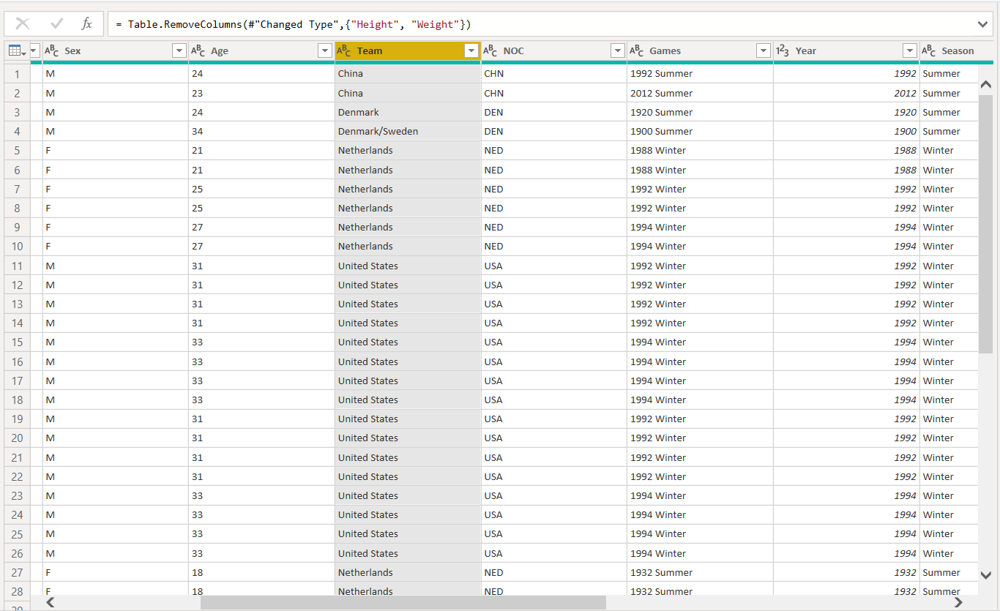 fx = Table.RemoveColumns(#"Changed Type",{"Height", "Weight"})
ABC Sex ABC Age ABC Team ABC NOC ABC Games 123 Year ABC Season
1 M 24 China CHN 1992 Summer 1992 Summer
2 M 23 China CHN 2012 Summer 2012 Summer
3 M 24 Denmark DEN 1920 Summer 1920 Summer
4 M 34 Denmark/Sweden DEN 1900 Summer 1900 Summer
5 F 21 Netherlands NED 1988 Winter 1988 Winter
6 F 21 Netherlands NED 1988 Winter 1988 Winter
7 F 25 Netherlands NED 1992 Winter 1992 Winter
8 F 25 Netherlands NED 1992 Winter 1992 Winter
9 F 27 Netherlands NED 1994 Winter 1994 Winter
10 F 27 Netherlands NED 1994 Winter 1994 Winter
11 M 31 United States USA 1992 Winter 1992 Winter
12 M 31 United States USA 1992 Winter 1992 Winter
13 M 31 United States USA 1992 Winter 1992 Winter
14 M 31 United States USA 1992 Winter 1992 Winter
15 M 33 United States USA 1994 Winter 1994 Winter
16 M 33 United States USA 1994 Winter 1994 Winter
17 M 33 United States USA 1994 Winter 1994 Winter
18 M 33 United States USA 1994 Winter 1994 Winter
19 M 31 United States USA 1992 Winter 1992 Winter
20 M 31 United States USA 1992 Winter 1992 Winter
21 M 31 United States USA 1992 Winter 1992 Winter
22 M 31 United States USA 1992 Winter 1992 Winter
23 M 33 United States USA 1994 Winter 1994 Winter
24 M 33 United States USA 1994 Winter 1994 Winter
25 M 33 United States USA 1994 Winter 1994 Winter
26 M 33 United States USA 1994 Winter 1994 Winter
27 F 18 Netherlands NED 1932 Summer 1932 Summer
28 F 18 Netherlands NED 1932 Summer 1932 Summer
29